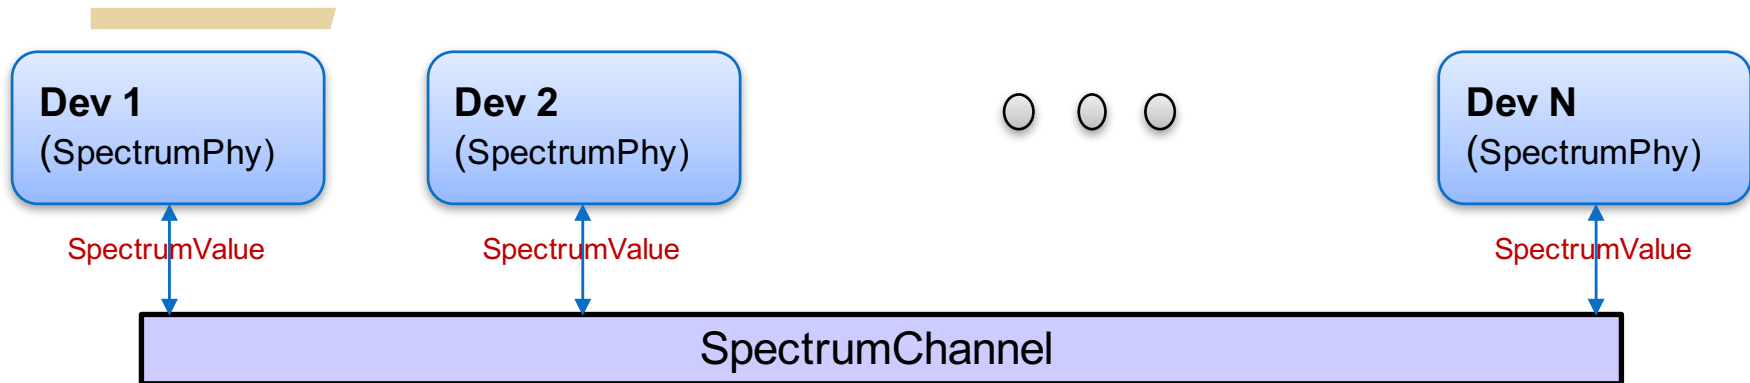 Dev 1
(SpectrumPhy)
Dev 2
(SpectrumPhy)
Dev N
(SpectrumPhy)
SpectrumValue
SpectrumValue
SpectrumValue
SpectrumChannel